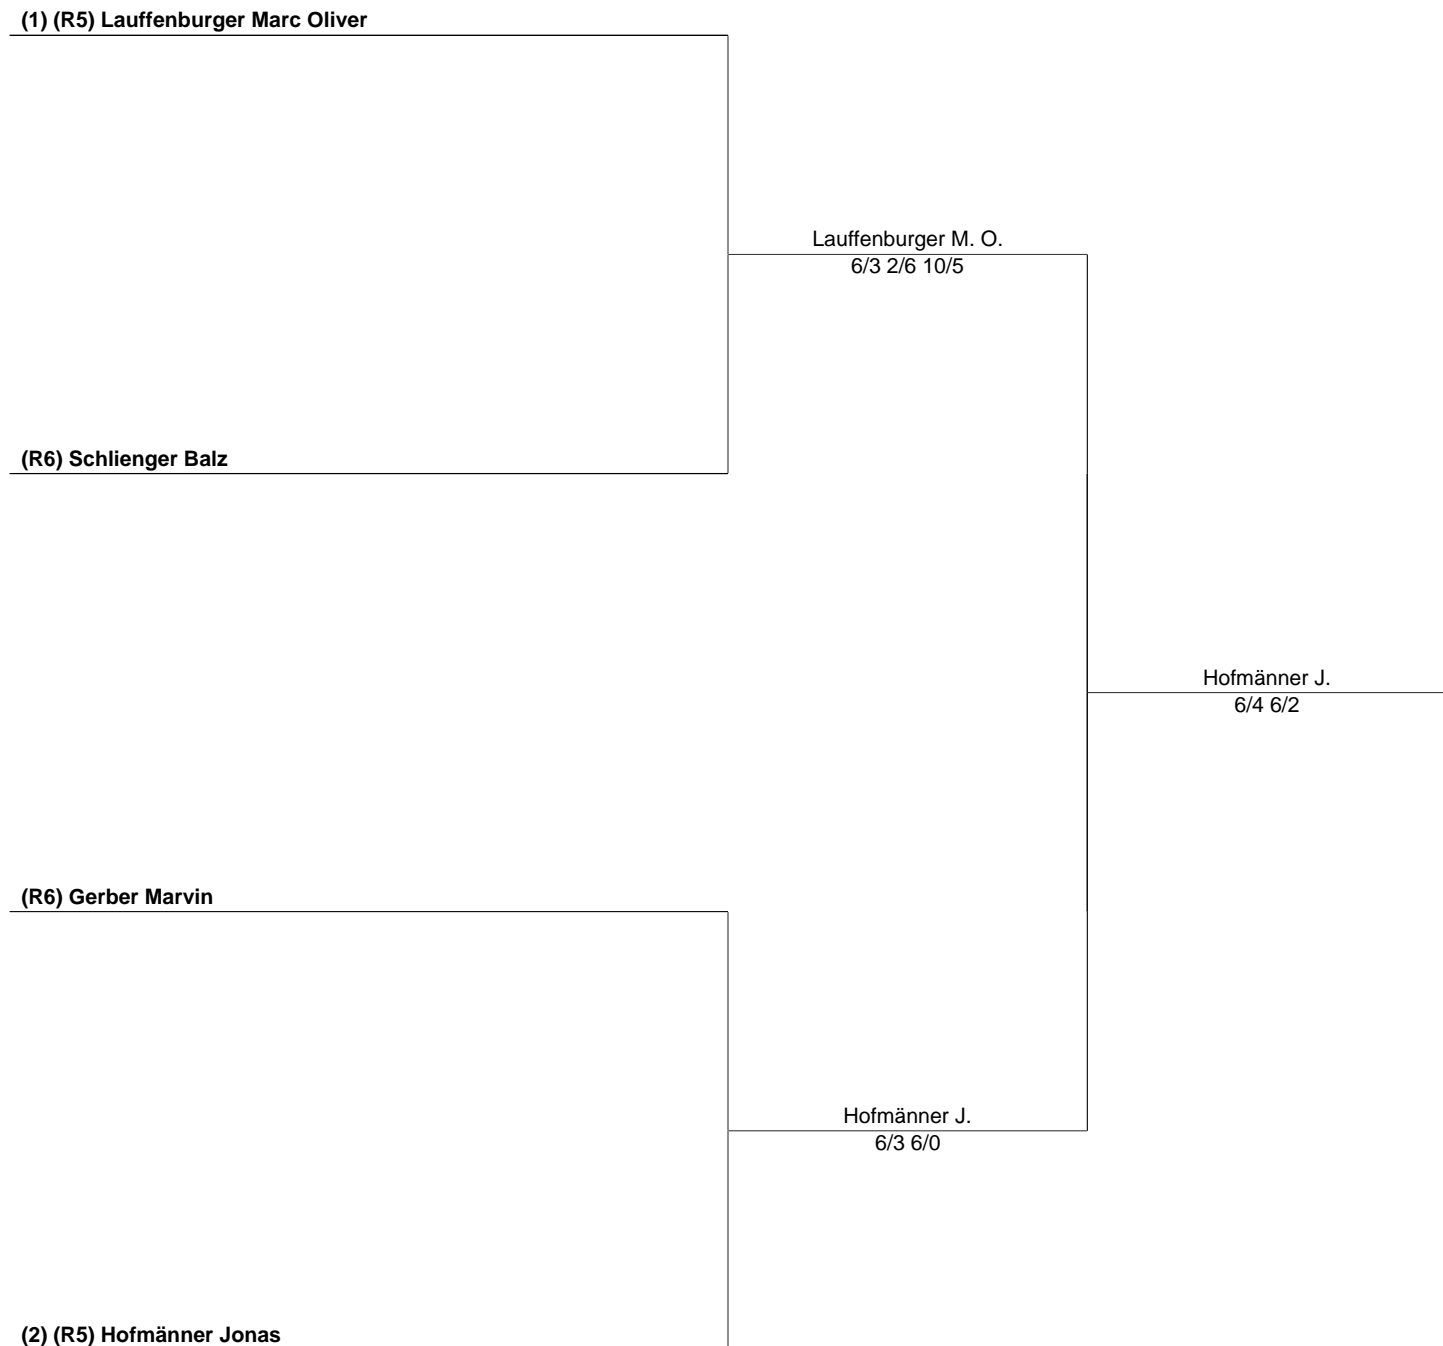 (1) (R5) Lauffenburger Marc Oliver
Lauffenburger M. O.
6/3 2/6 10/5
(R6) Schlienger Balz
Hofmänner J.
6/4 6/2
(R6) Gerber Marvin
Hofmänner J.
6/3 6/0
(2) (R5) Hofmänner Jonas